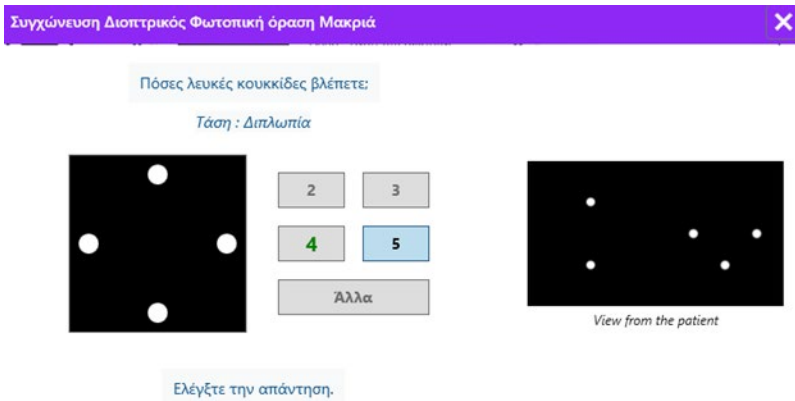 Συγχώνευση Διοπτρικός Φωτοπική όραση Μακριά
Πόσες λευκές κουκκίδες βλέπετε;
Τάση : Διπλωπία
2 3
4 5
Άλλα
View from the patient
Ελέγξτε την απάντηση.